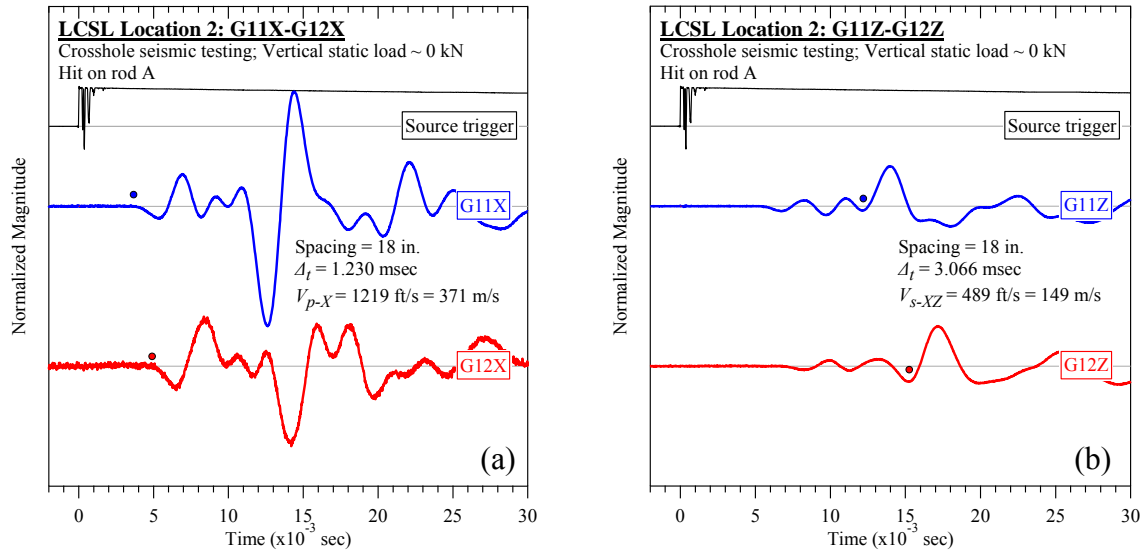 LCSL Location 2: G11X-G12X
Crosshole seismic testing; Vertical static load ~ 0 kN
Hit on rod A
Source trigger
G11X
Spacing = 18 in.
Δt = 1.230 msec
Vp-X = 1219 ft/s = 371 m/s
G12X
(a)
Normalized Magnitude
0 5 10 15 20 25 30
Time (x10-3 sec)
LCSL Location 2: G11Z-G12Z
Crosshole seismic testing; Vertical static load ~ 0 kN
Hit on rod A
Source trigger
G11Z
Spacing = 18 in.
Δt = 3.066 msec
Vs-XZ = 489 ft/s = 149 m/s
G12Z
(b)
Normalized Magnitude
0 5 10 15 20 25 30
Time (x10-3 sec)